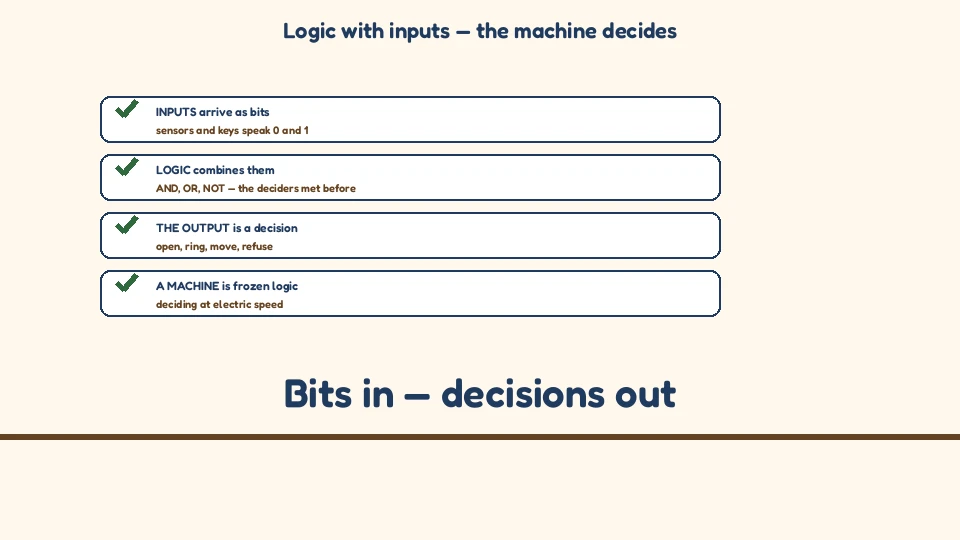 Logic with inputs — the machine decides
INPUTS arrive as bits
sensors and keys speak 0 and 1
LOGIC combines them
AND, OR, NOT — the deciders met before
THE OUTPUT is a decision
open, ring, move, refuse
A MACHINE is frozen logic
deciding at electric speed
Bits in — decisions out